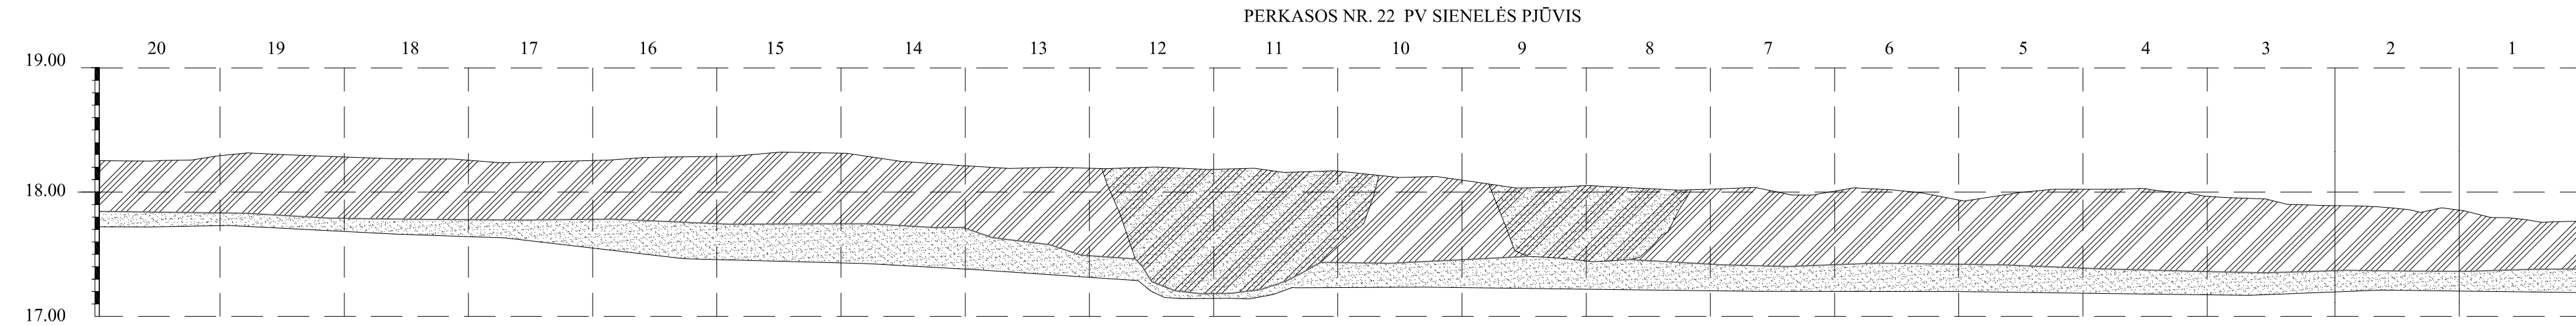 PERKASOS NR. 22  PV SIENELĖS PJŪVIS
20 19 18 17 16 15 14 13 12 11 10 9 8 7 6 5 4 3 2 1
19.00
18.00
17.00